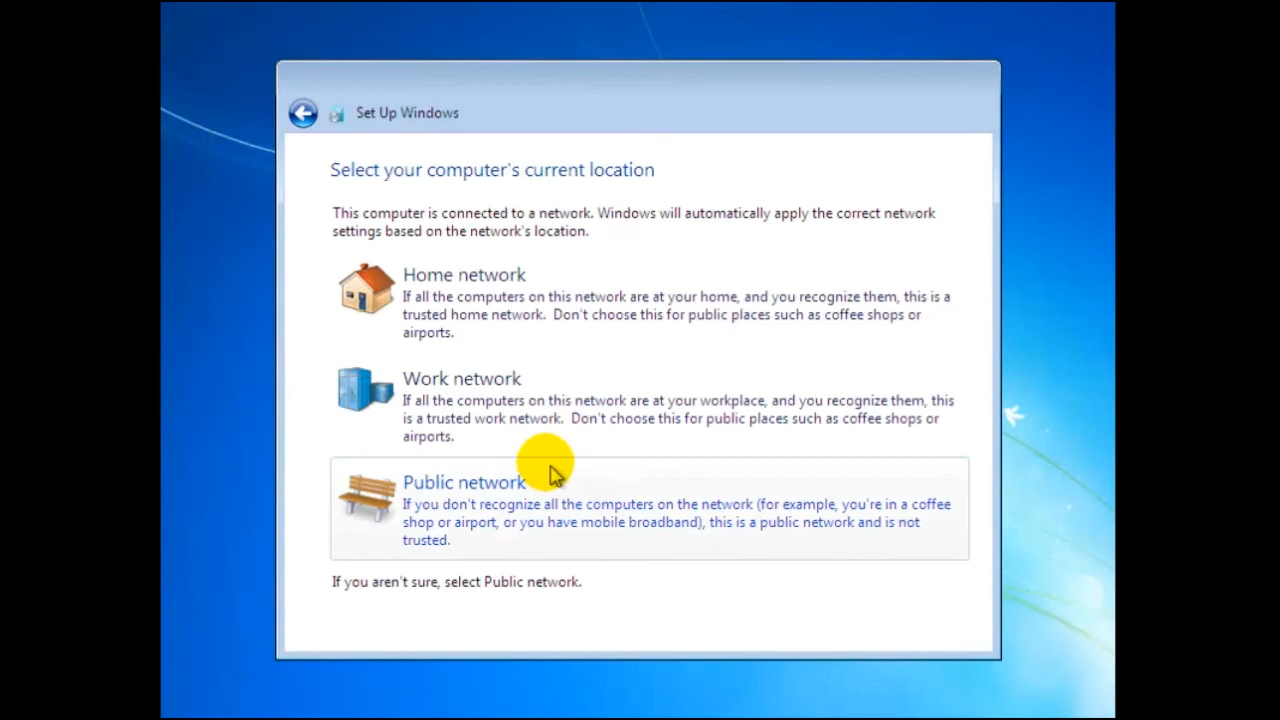 Set Up Windows
Select your computer's current location
This computer is connected to a network. Windows will automatically apply the correct network
settings based on the network's location.
Home network
If all the computers on this network are at your home, and you recognize them, this is a
trusted home network. Don't choose this for public places such as coffee shops or
airports.
Work network
If all the computers on this network are at your workplace, and you recognize them, this
is a trusted work network. Don't choose this for public places such as coffee shops or
airports.
Public network
If you don't recognize all the computers on the network (for example, you're in a coffee
shop or airport, or you have mobile broadband), this is a public network and is not
trusted.
If you aren't sure, select Public network.